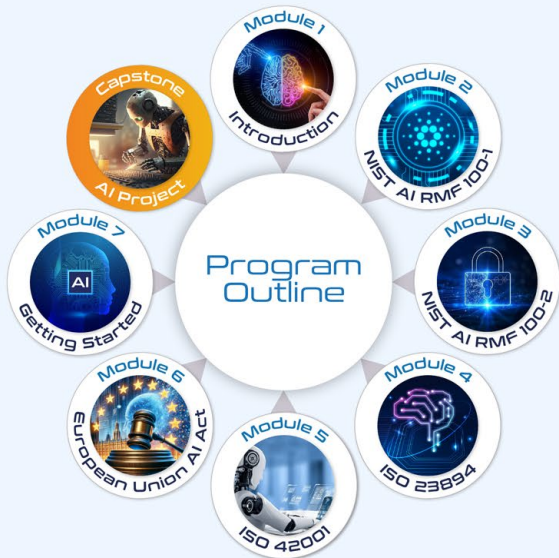 Program
Outline
Module 1
Introduction
Module 2
NIST AI RMF 100-1
Module 3
NIST AI RMF 100-2
Module 4
ISO 23894
Module 5
ISO 42001
Module 6
European Union AI Act
Module 7
AI
Getting Started
Capstone
AI Project